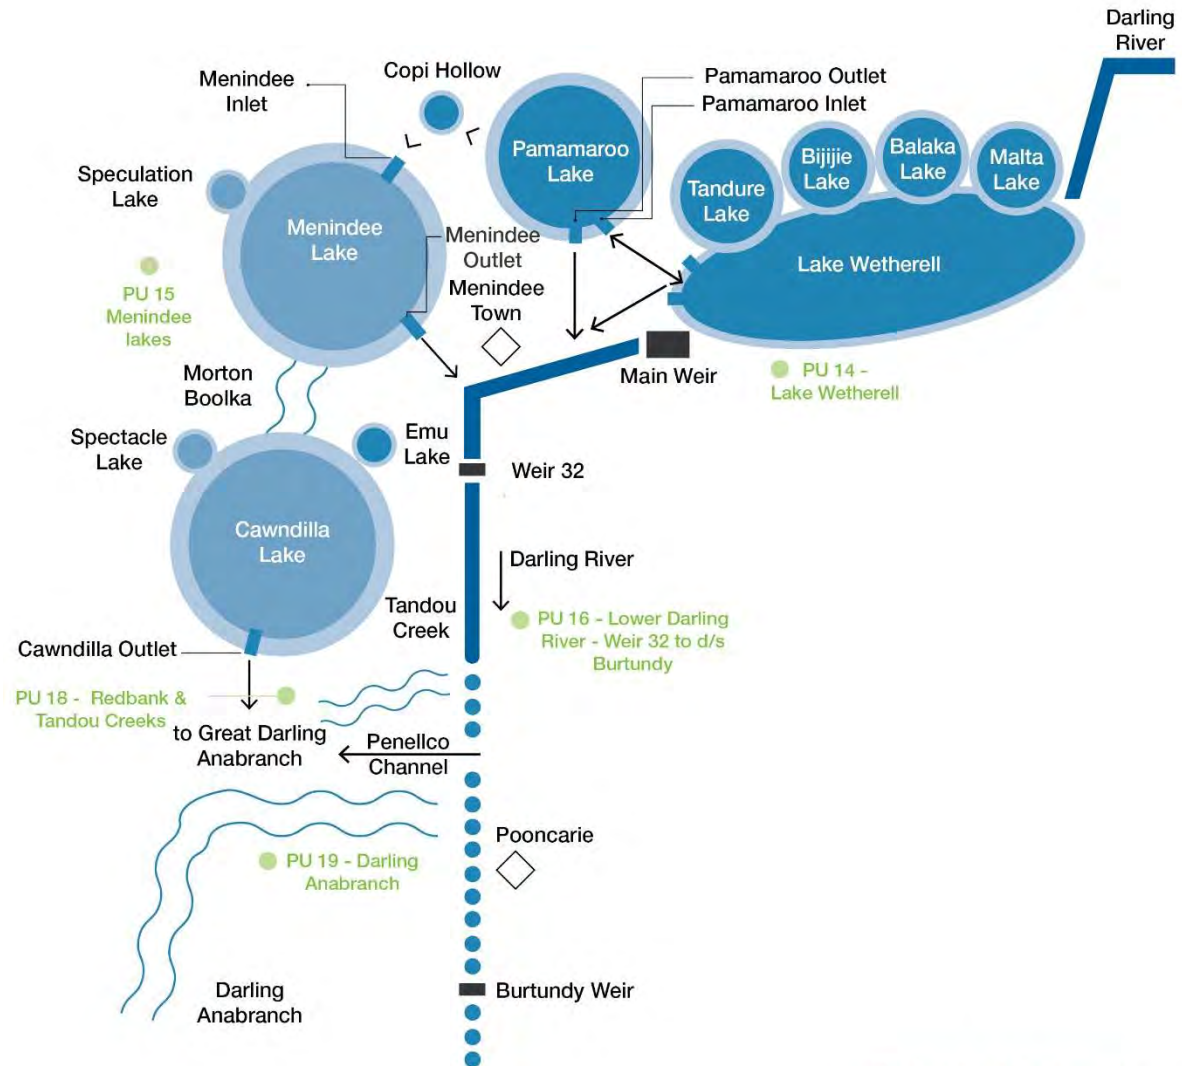 Darling
River
Copi Hollow
Menindee
Inlet
Pamamaroo Outlet
Pamamaroo Inlet
Pamamaroo
Lake
Bijijie
Lake
Balaka
Lake
Malta
Lake
Speculation
Lake
Tandure
Lake
Menindee
Lake
Menindee
Outlet
Lake Wetherell
Menindee
Town
PU 15
Menindee
lakes
Morton
Boolka
Main Weir
PU 14 -
Lake Wetherell
Spectacle
Lake
Emu
Lake
Weir 32
Cawndilla
Lake
Darling River
Tandou
Creek
PU 16 - Lower Darling
River - Weir 32 to d/s
Burtundy
Cawndilla Outlet
PU 18 - Redbank &
Tandou Creeks
to Great Darling
Anabranch
Penellco
Channel
Pooncarie
PU 19 - Darling
Anabranch
Darling
Anabranch
Burtundy Weir